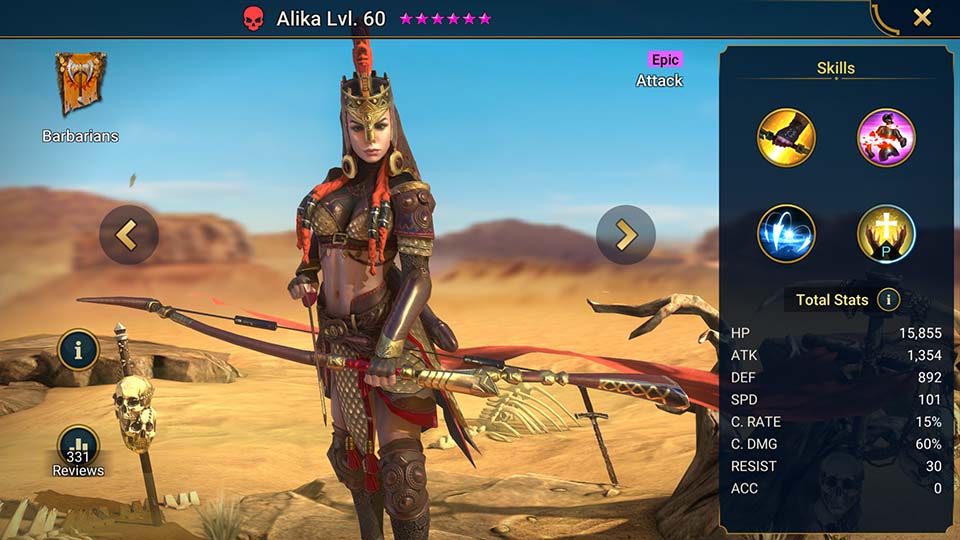 Alika Lvl. 60
Barbarians
Epic
Attack
Skills
P
Total Stats i
HP 15,855
ATK 1,354
DEF 892
SPD 101
C. RATE 15%
C. DMG 60%
RESIST 30
ACC 0
i
331
Reviews